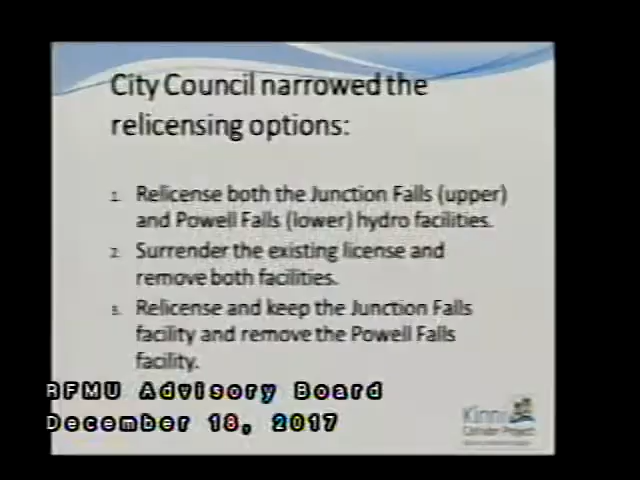 City Council narrowed the
relicensing options:
1. Relicense both the Junction Falls (upper)
and Powell Falls (lower) hydro facilities.
2. Surrender the existing license and
remove both facilities.
3. Relicense and keep the Junction Falls
facility and remove the Powell Falls
facility.
RFMU Advisory Board
December 18, 2017
Kinni
Corridor Project